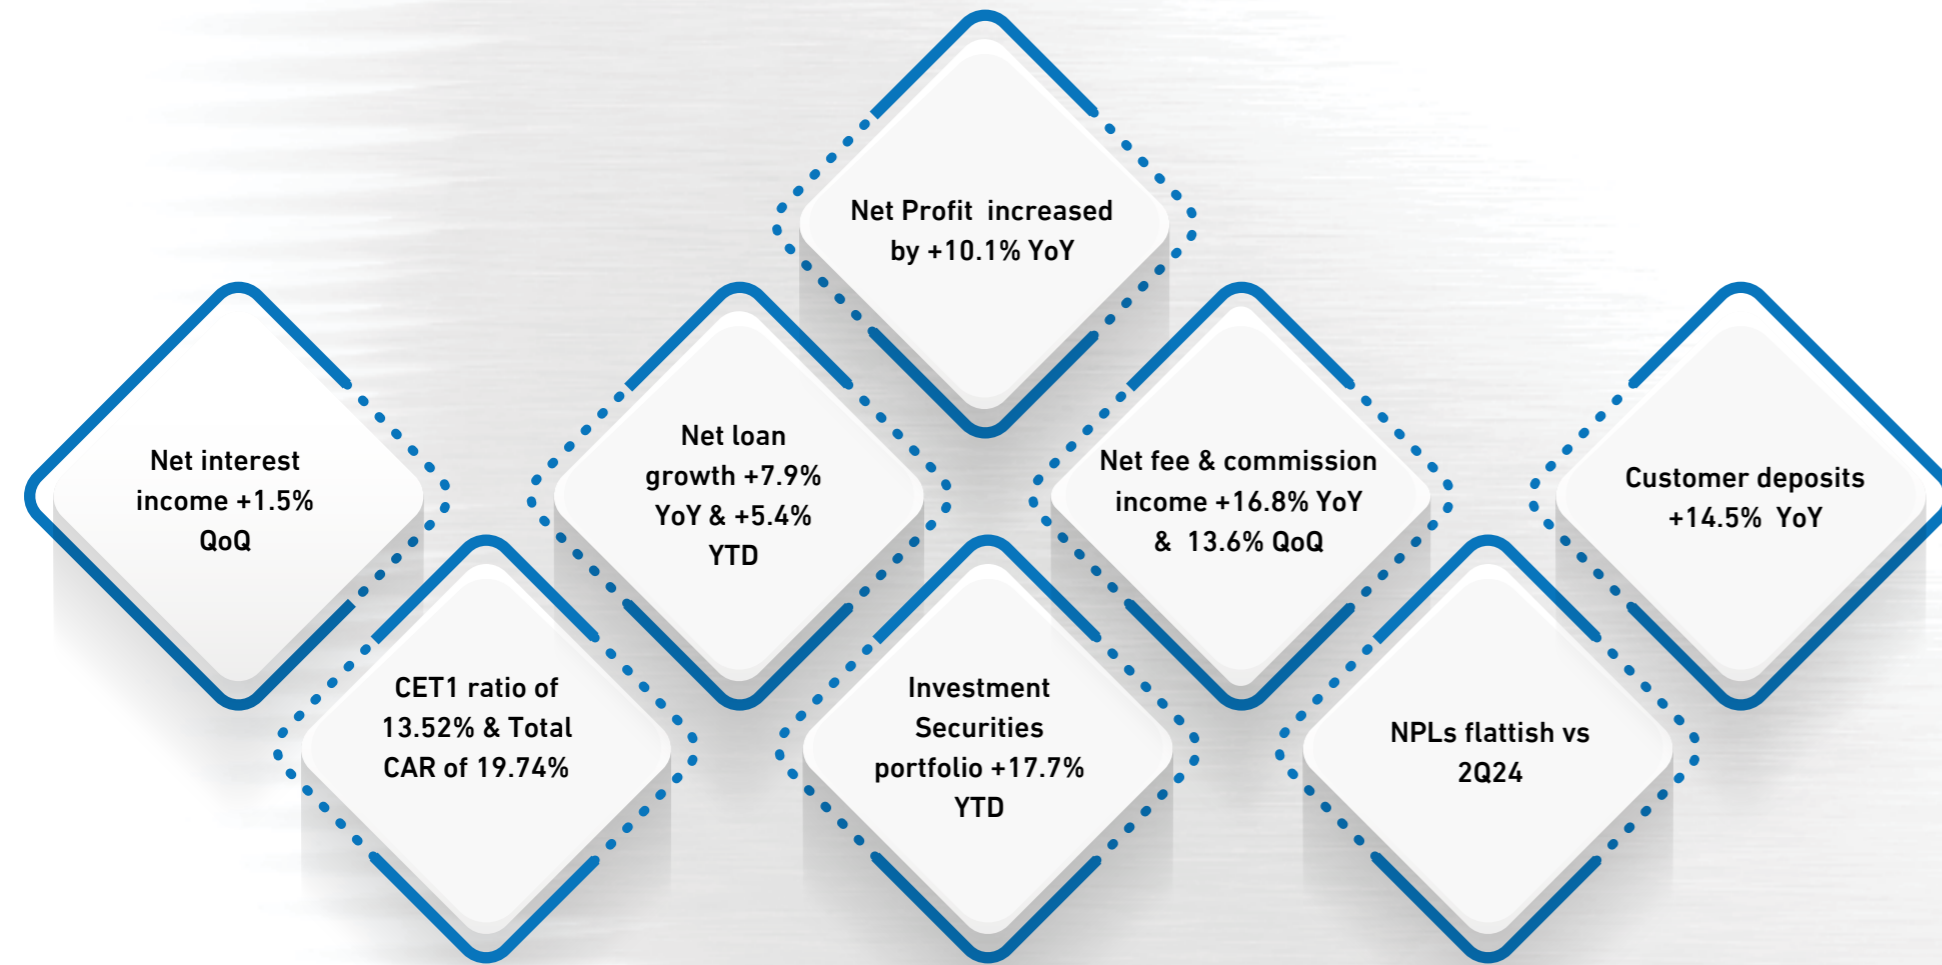 Net Profit  increased
by +10.1% YoY
Net interest
income +1.5%
QoQ
Net loan
growth +7.9%
YoY & +5.4%
YTD
Net fee & commission
income +16.8% YoY
&  13.6% QoQ
Customer deposits
+14.5%  YoY
CET1 ratio of
13.52% & Total
CAR of 19.74%
Investment
Securities
portfolio +17.7%
YTD
NPLs flattish vs
2Q24